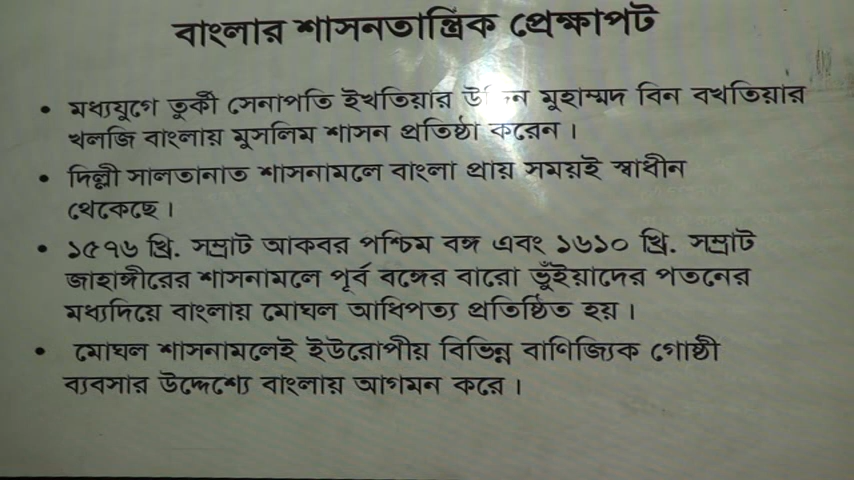 বাংলার শাসনতান্ত্রিক প্রেক্ষাপট
• মধ্যযুগে তুর্কী সেনাপতি ইখতিয়ার মুহাম্মদ বিন বখতিয়ার
খলজি বাংলায় মুসলিম শাসন প্রতিষ্ঠা করেন।
• দিল্লী সালতানাত শাসনামলে বাংলা প্রায় সময়ই স্বাধীন
থেকেছে।
• ১৫৭৬ খ্রি. সম্রাট আকবর পশ্চিম বঙ্গ এবং ১৬১০ খ্রি. সম্রাট
জাহাঙ্গীরের শাসনামলে পূর্ব বঙ্গের বারো ভুঁইয়াদের পতনের
মধ্যদিয়ে বাংলায় মোঘল আধিপত্য প্রতিষ্ঠিত হয়।
• মোঘল শাসনামলেই ইউরোপীয় বিভিন্ন বাণিজ্যিক গোষ্ঠী
ব্যবসার উদ্দেশ্যে বাংলায় আগমন করে।